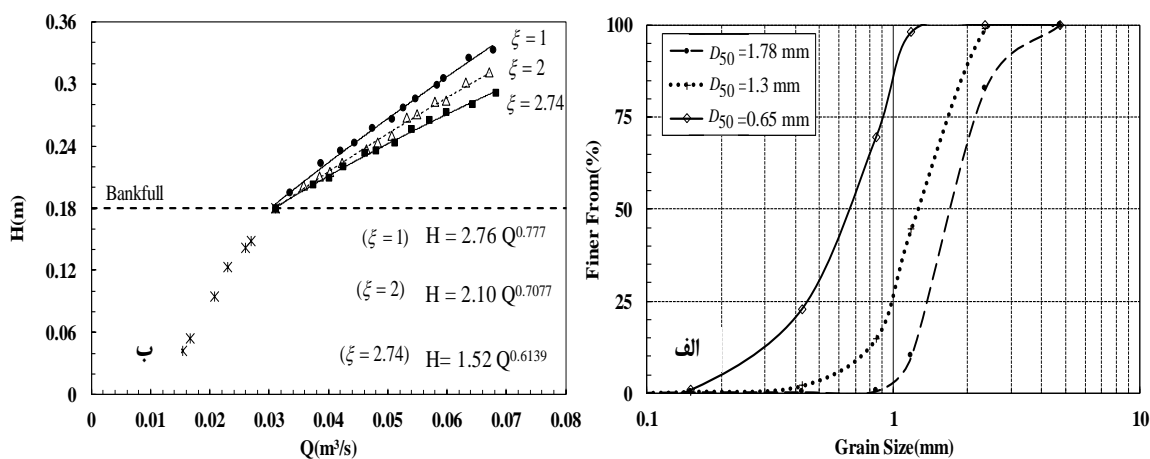 0.36
0.3
0.24
0.18
0.12
0.06
0
H(m)
Bankfull
ξ = 1
ξ = 2
ξ = 2.74
(ξ = 1) H = 2.76 Q^0.777
(ξ = 2) H = 2.10 Q^0.7077
(ξ = 2.74) H= 1.52 Q^0.6139
ب
0 0.01 0.02 0.03 0.04 0.05 0.06 0.07 0.08
Q(m³/s)
100
75
50
25
0
Finer From(%)
D50 =1.78 mm
D50 =1.3 mm
D50 =0.65 mm
الف
0.1 1 10
Grain Size(mm)